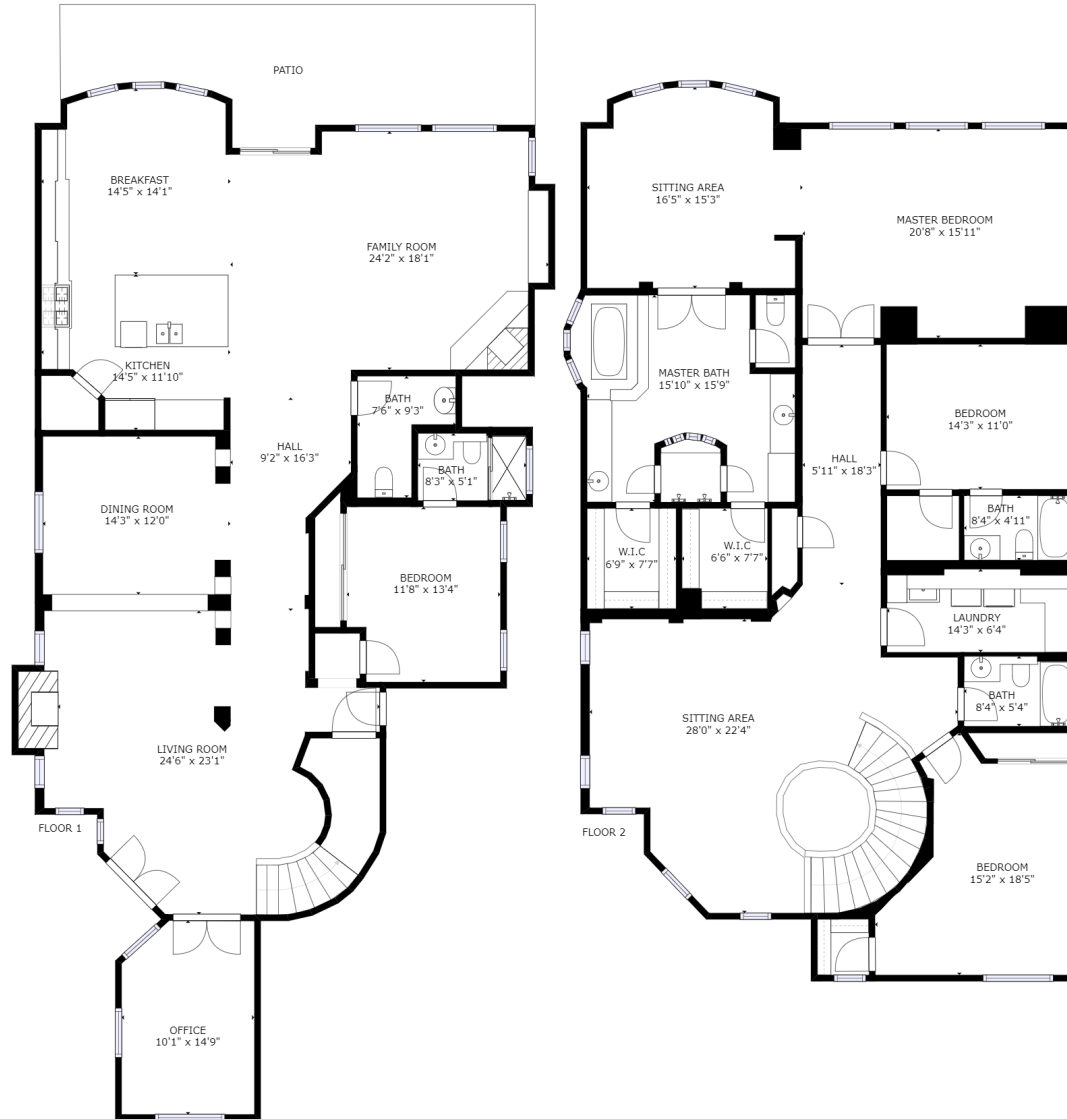 PATIO
BREAKFAST
14'5" x 14'1"
FAMILY ROOM
24'2" x 18'1"
KITCHEN
14'5" x 11'10"
BATH
7'6" x 9'3"
HALL
9'2" x 16'3"
BATH
8'3" x 5'1"
DINING ROOM
14'3" x 12'0"
BEDROOM
11'8" x 13'4"
LIVING ROOM
24'6" x 23'1"
FLOOR 1
OFFICE
10'1" x 14'9"
SITTING AREA
16'5" x 15'3"
MASTER BEDROOM
20'8" x 15'11"
MASTER BATH
15'10" x 15'9"
BEDROOM
14'3" x 11'0"
HALL
5'11" x 18'3"
BATH
8'4" x 4'11"
W.I.C
6'9" x 7'7"
W.I.C
6'6" x 7'7"
LAUNDRY
14'3" x 6'4"
BATH
8'4" x 5'4"
SITTING AREA
28'0" x 22'4"
FLOOR 2
BEDROOM
15'2" x 18'5"